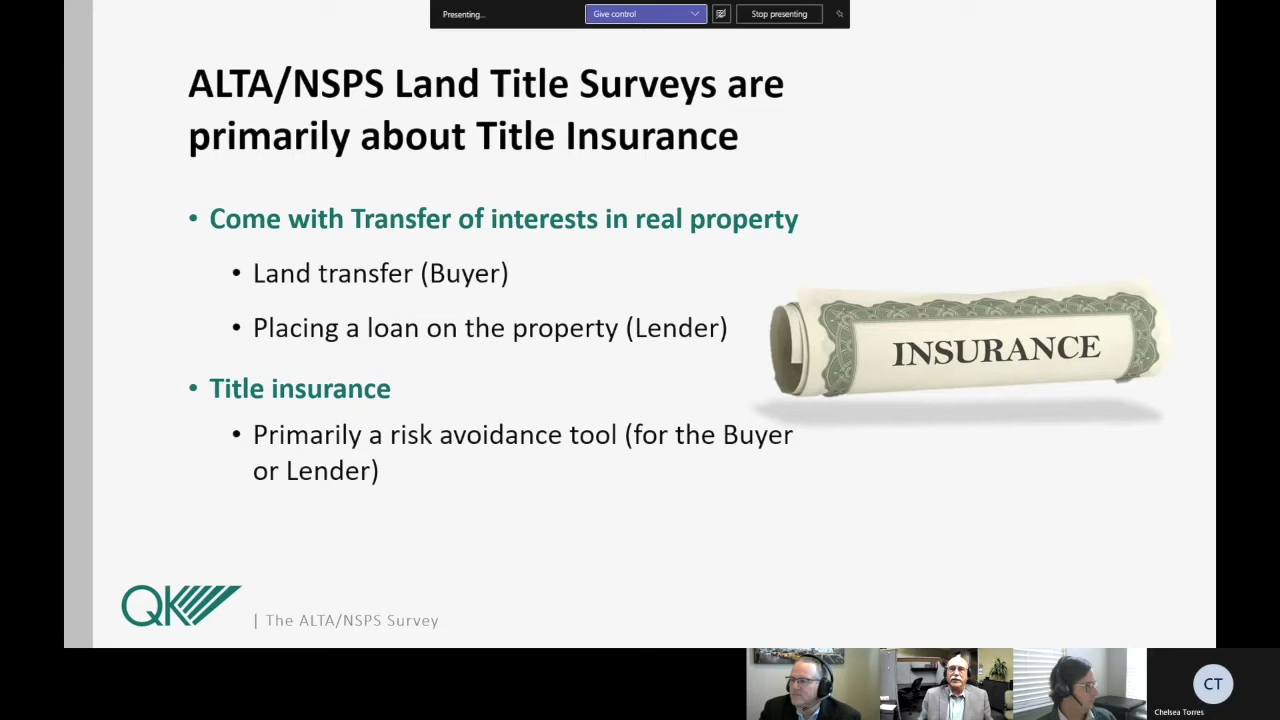 Presenting...
Give control
Stop presenting
ALTA/NSPS Land Title Surveys are
primarily about Title Insurance
• Come with Transfer of interests in real property
• Land transfer (Buyer)
• Placing a loan on the property (Lender)
• Title insurance
• Primarily a risk avoidance tool (for the Buyer
or Lender)
INSURANCE
QK
| The ALTA/NSPS Survey
CT
Chelsea Torres